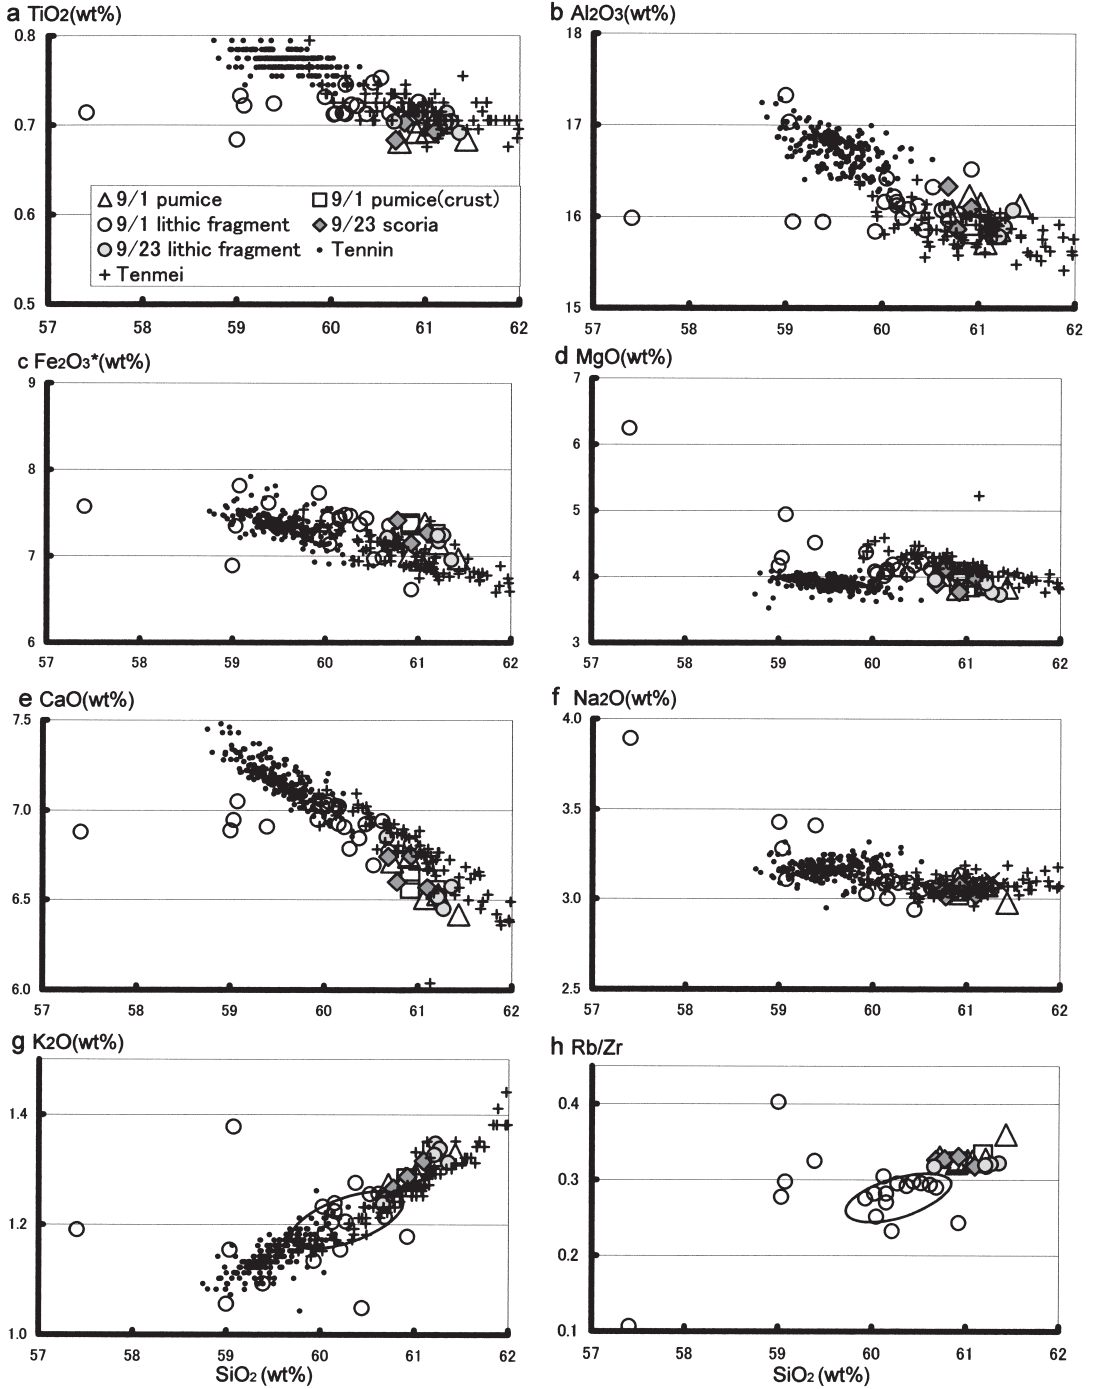 a TiO2(wt%)
0.8
0.7
0.6
0.5
57 58 59 60 61 62
9/1 pumice
9/1 pumice(crust)
9/1 lithic fragment
9/23 scoria
9/23 lithic fragment
Tennin
Tenmei
b Al2O3(wt%)
18
17
16
15
57 58 59 60 61 62
c Fe2O3*(wt%)
9
8
7
6
57 58 59 60 61 62
d MgO(wt%)
7
6
5
4
3
57 58 59 60 61 62
e CaO(wt%)
7.5
7.0
6.5
6.0
57 58 59 60 61 62
f Na2O(wt%)
4.0
3.5
3.0
2.5
57 58 59 60 61 62
g K2O(wt%)
1.4
1.2
1.0
57 58 59 60 61 62
SiO2 (wt%)
h Rb/Zr
0.4
0.3
0.2
0.1
57 58 59 60 61 62
SiO2 (wt%)